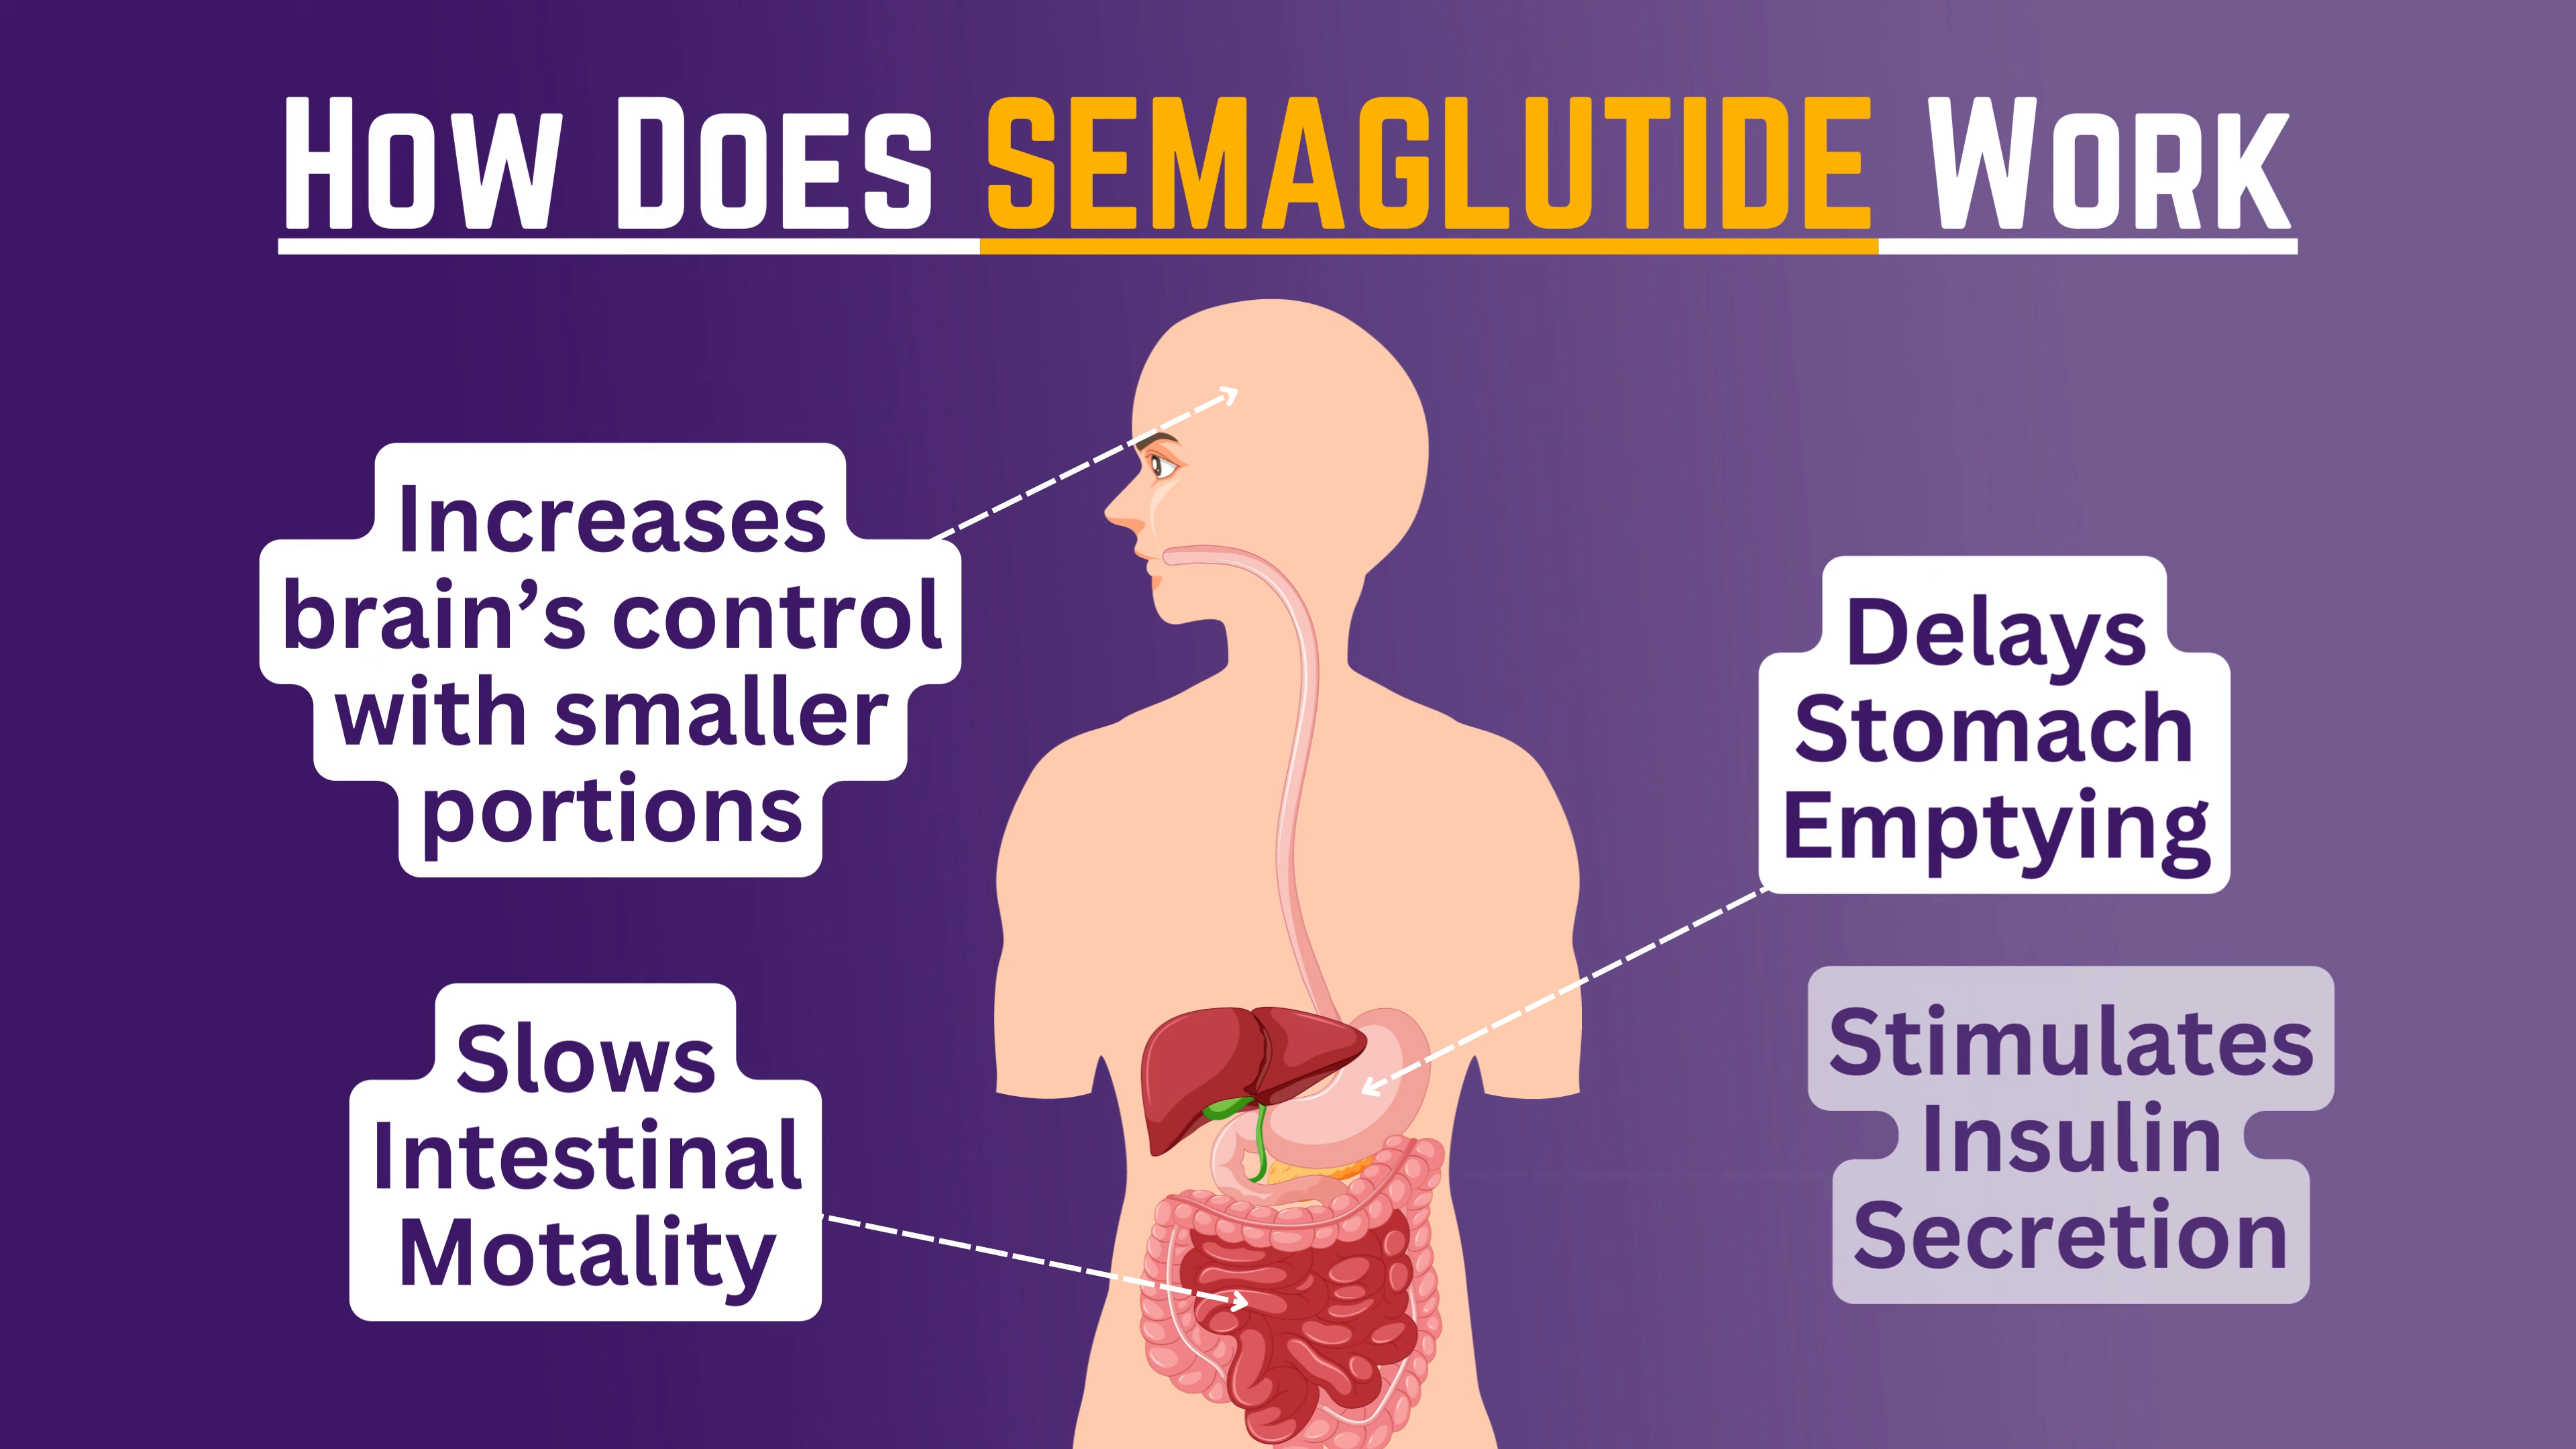 How Does SEMAGLUTIDE Work
Increases
brain’s control
with smaller
portions
Delays
Stomach
Emptying
Slows
Intestinal
Motality
Stimulates
Insulin
Secretion